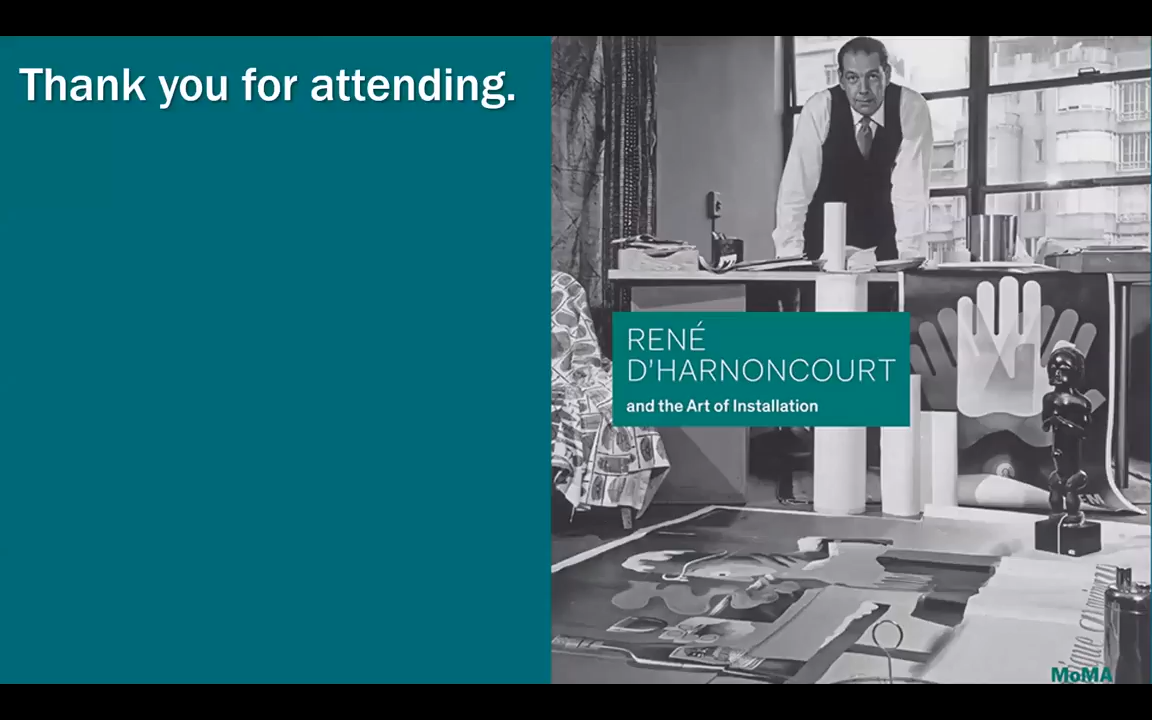 Thank you for attending.
RENÉ
D'HARNONCOURT
and the Art of Installation
MoMA